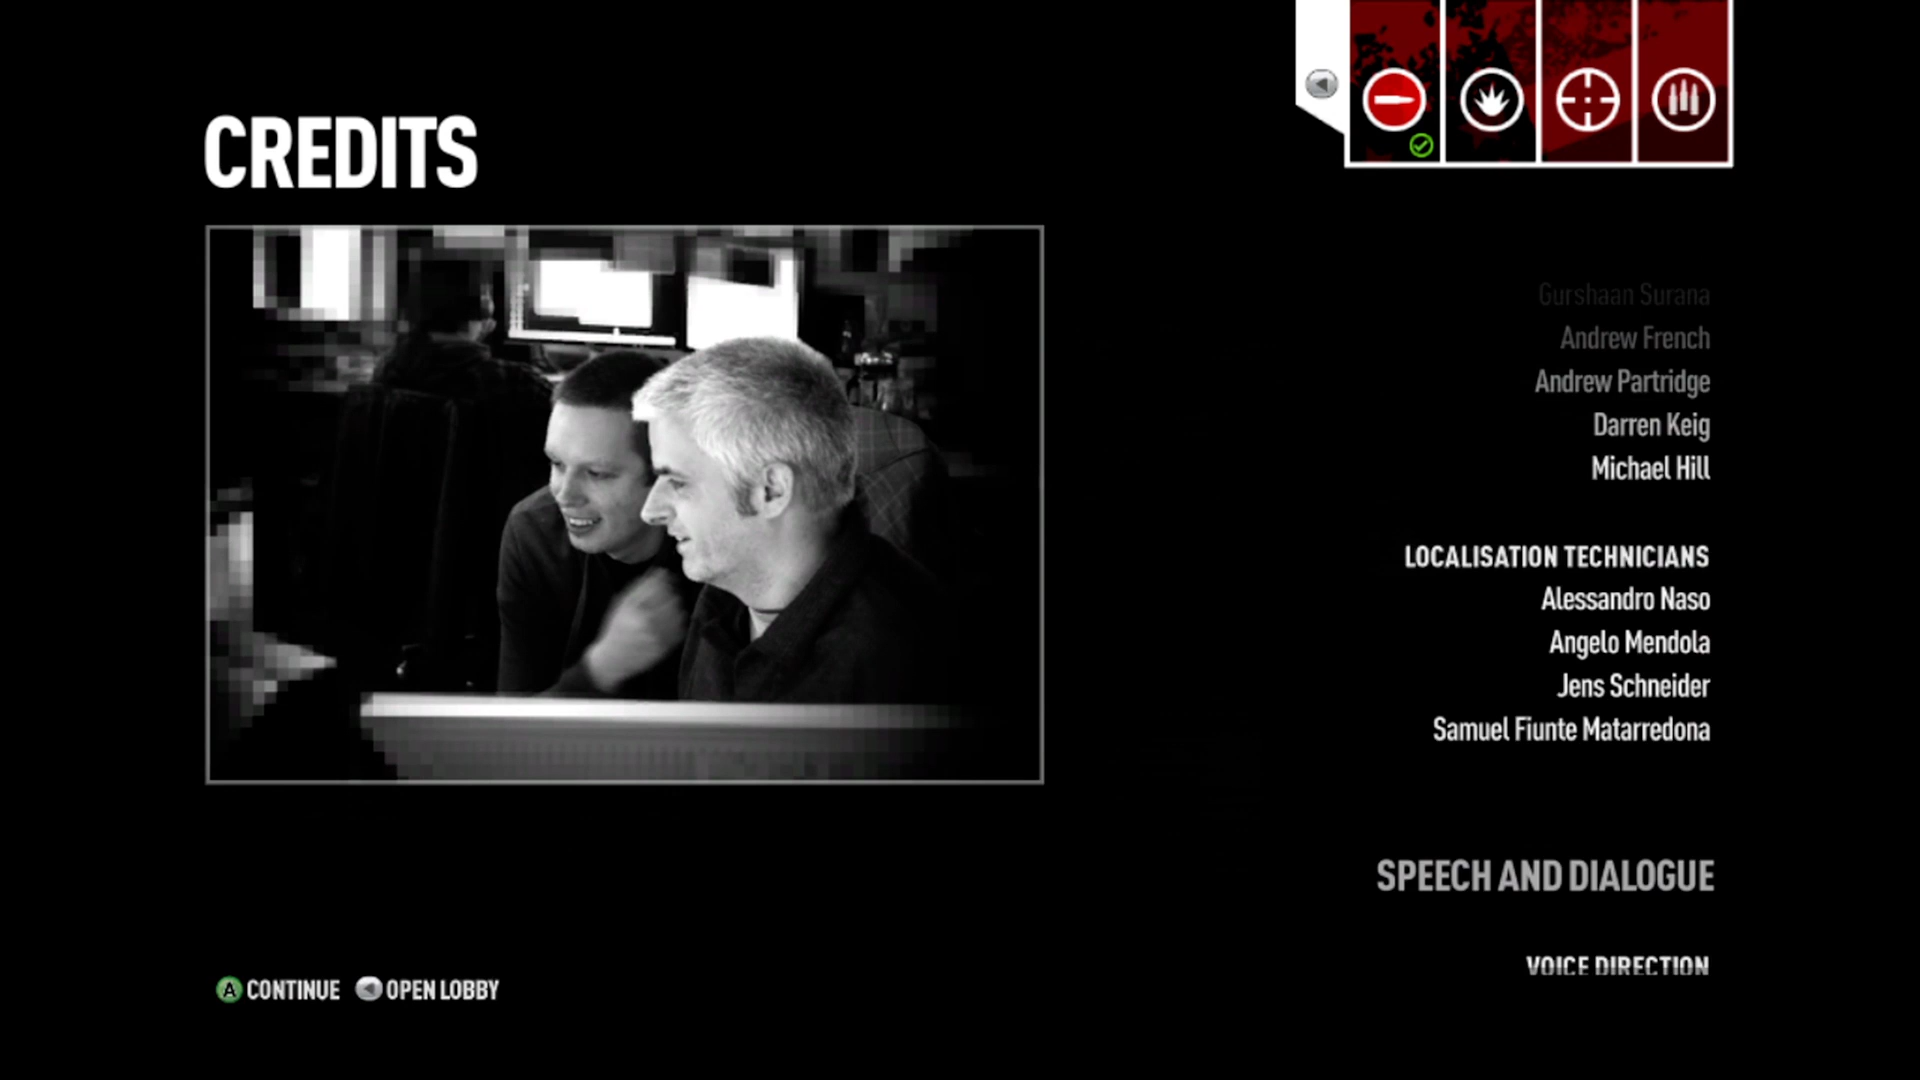 CREDITS
Gurshaan Surana
Andrew French
Andrew Partridge
Darren Keig
Michael Hill
LOCALISATION TECHNICIANS
Alessandro Naso
Angelo Mendola
Jens Schneider
Samuel Fiunte Matarredona
SPEECH AND DIALOGUE
VOICE DIRECTION
A CONTINUE OPEN LOBBY